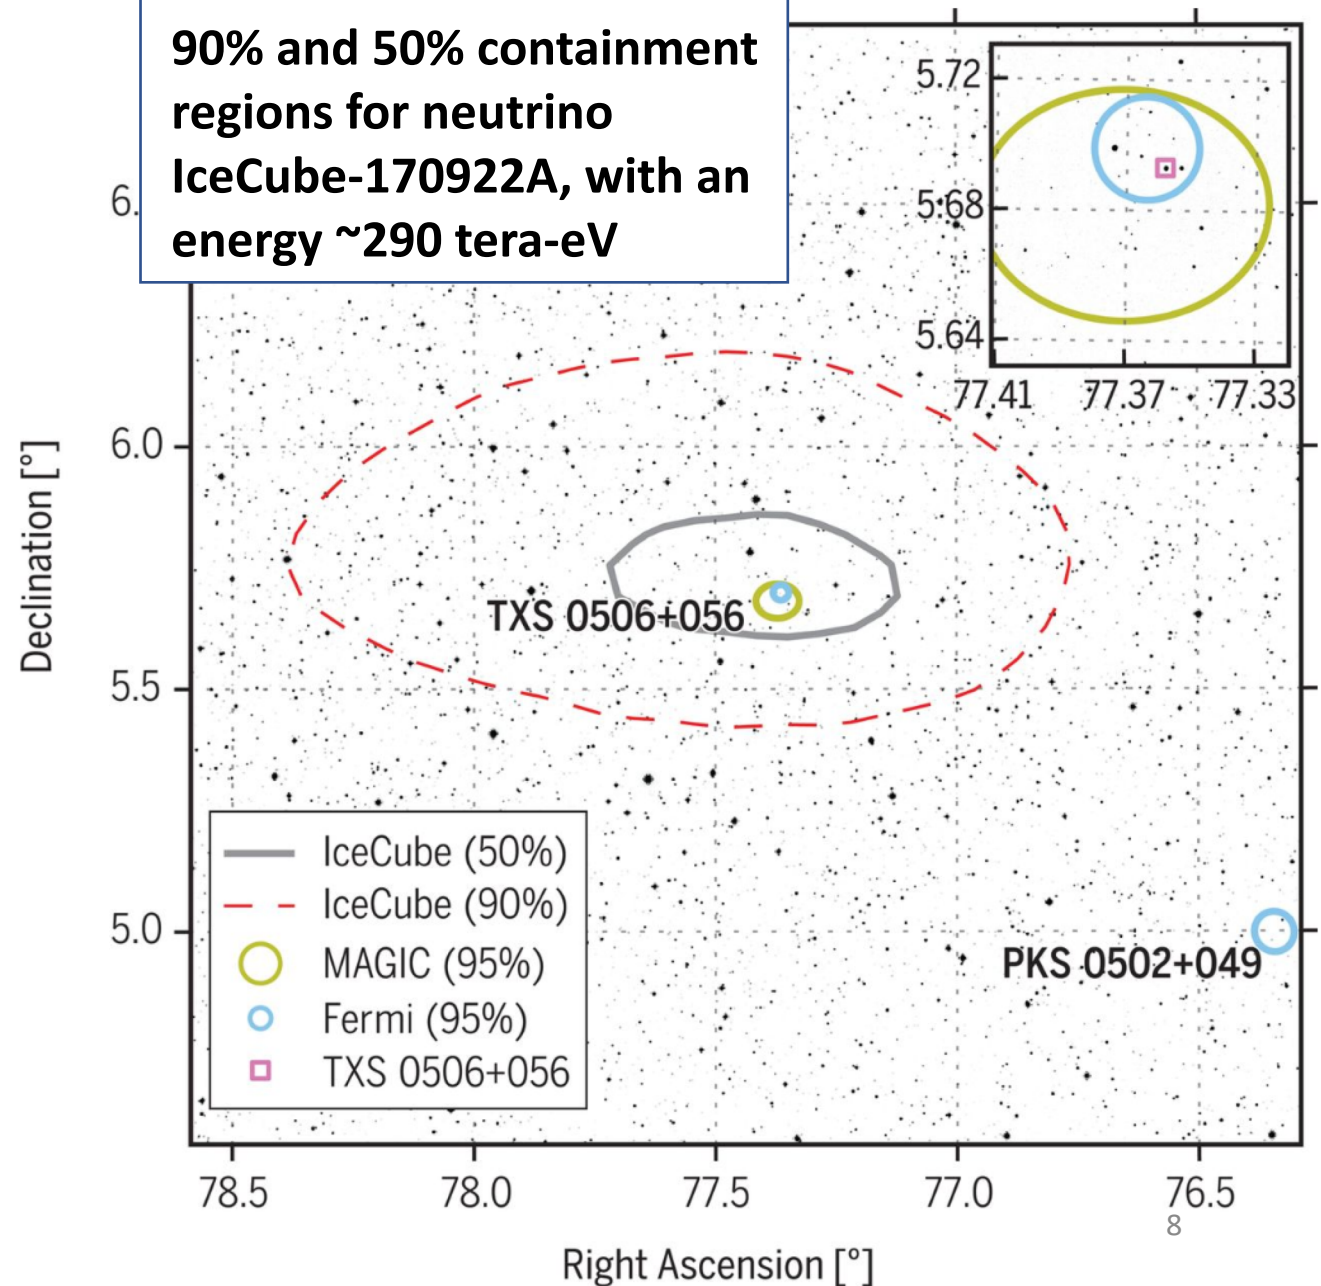 90% and 50% containment
regions for neutrino
IceCube-170922A, with an
energy ~290 tera-eV
5.72
5.68
5.64
77.41 77.37 77.33
6.
6.0
5.5
5.0
Declination [°]
TXS 0506+056
PKS 0502+049
IceCube (50%)
IceCube (90%)
MAGIC (95%)
Fermi (95%)
TXS 0506+056
78.5 78.0 77.5 77.0 76.5
8
Right Ascension [°]